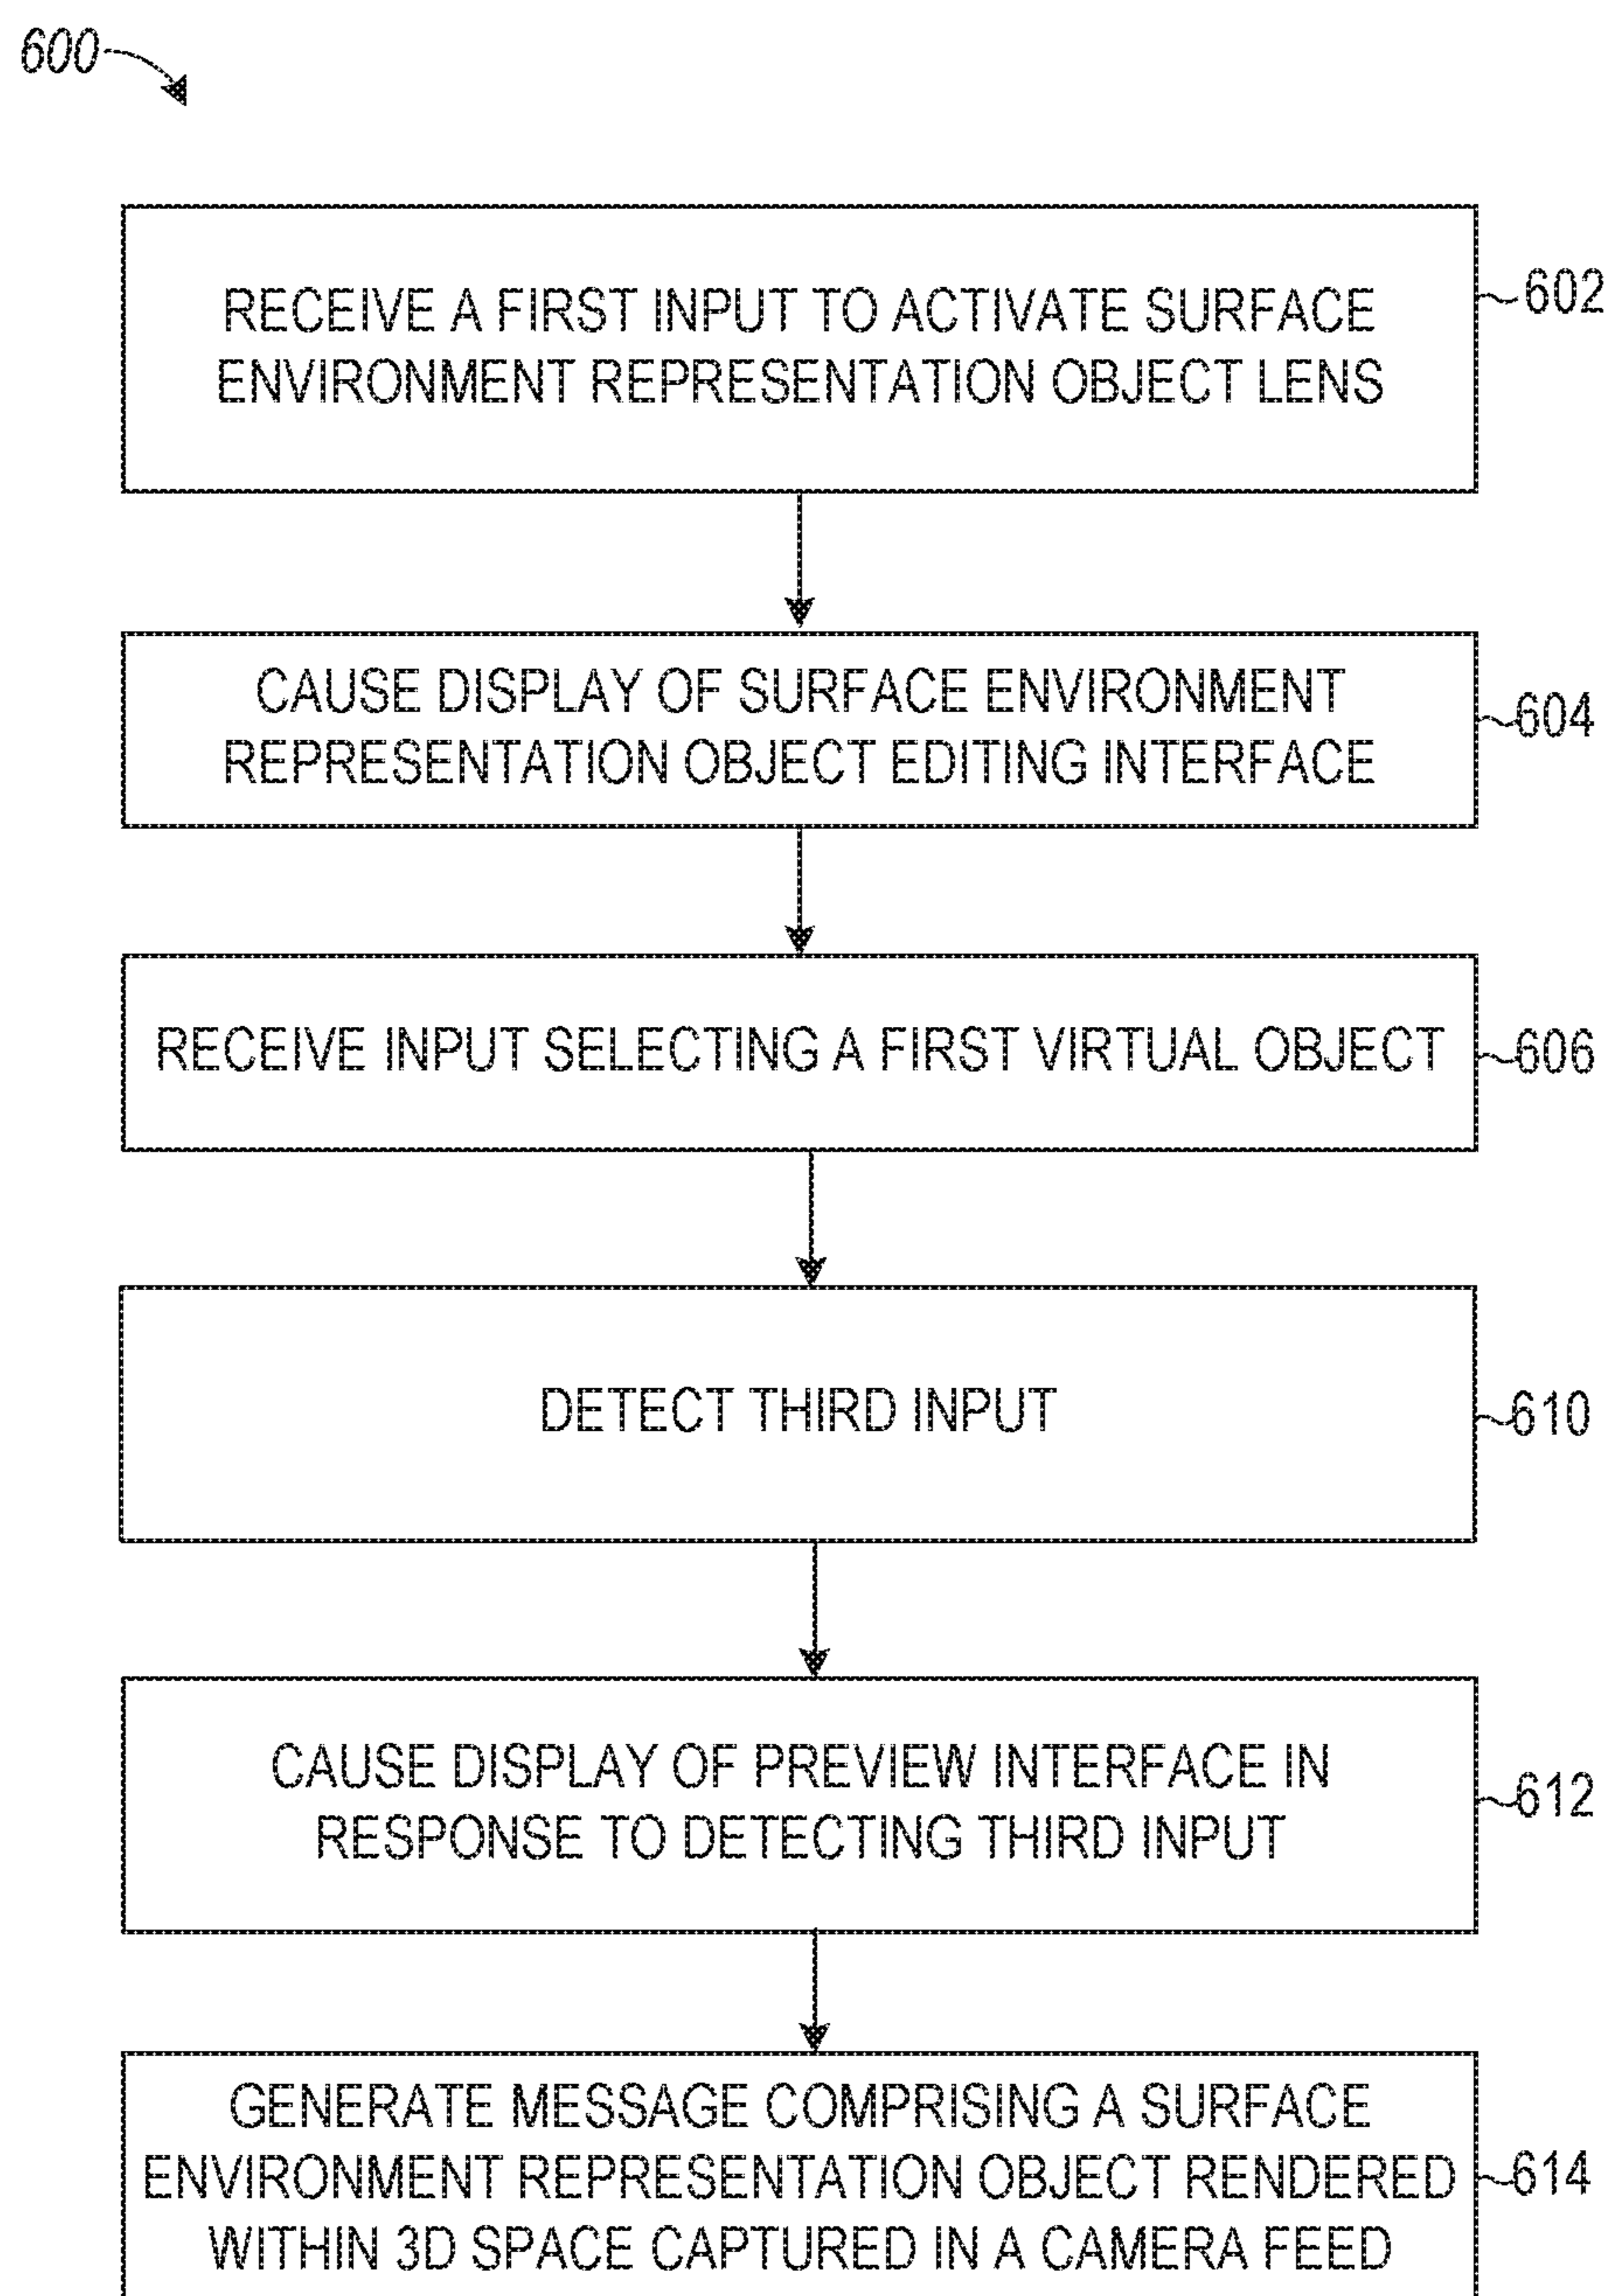 600
RECEIVE A FIRST INPUT TO ACTIVATE SURFACE
ENVIRONMENT REPRESENTATION OBJECT LENS
602
CAUSE DISPLAY OF SURFACE ENVIRONMENT
REPRESENTATION OBJECT EDITING INTERFACE
604
RECEIVE INPUT SELECTING A FIRST VIRTUAL OBJECT
606
DETECT THIRD INPUT
610
CAUSE DISPLAY OF PREVIEW INTERFACE IN
RESPONSE TO DETECTING THIRD INPUT
612
GENERATE MESSAGE COMPRISING A SURFACE
ENVIRONMENT REPRESENTATION OBJECT RENDERED
WITHIN 3D SPACE CAPTURED IN A CAMERA FEED
614